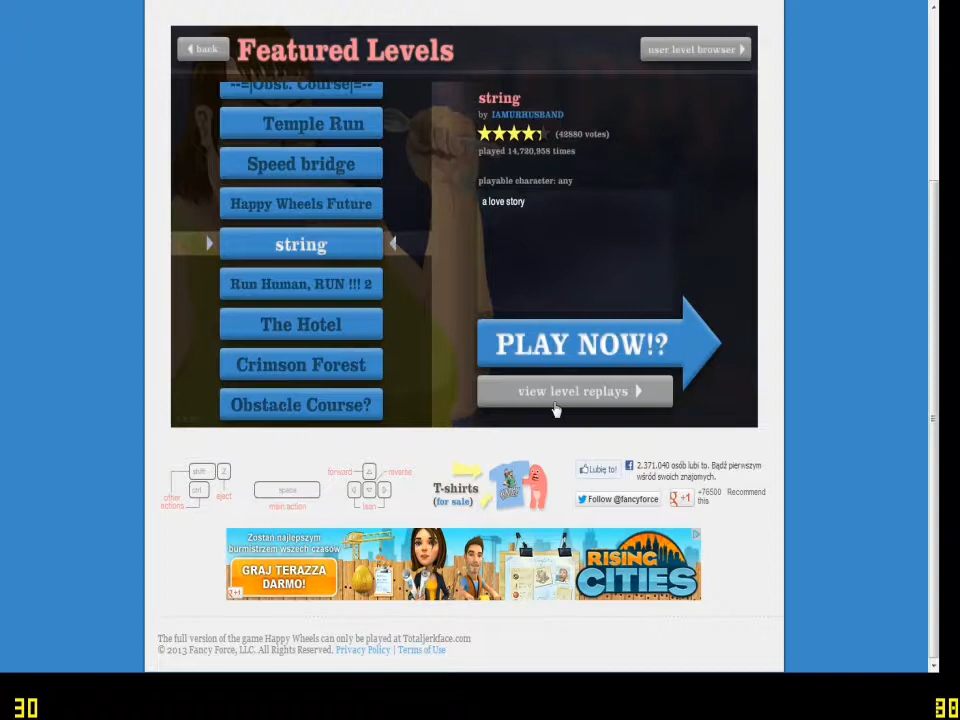 back
Featured Levels
user level browser
--=|Obst. Course|=--
Temple Run
Speed bridge
Happy Wheels Future
string
Run Human, RUN !!! 2
The Hotel
Crimson Forest
Obstacle Course?
string
by IAMURHUSBAND
(42880 votes)
played 14,720,958 times
playable character: any
a love story
PLAY NOW!?
view level replays
shift
Z
ctrl
other actions
eject
space
main action
forward
reverse
lean
T-shirts
(for sale)
Lubię to!
2.371.040 osób lubi to. Bądź pierwszym
wśród swoich znajomych.
Follow @fancyforce
+1
+76500 Recommend
this
Zostań najlepszym
burmistrzem wszech czasów
GRAJ TERAZZA
DARMO!
+1
RISING
CITIES
The full version of the game Happy Wheels can only be played at Totaljerkface.com
© 2013 Fancy Force, LLC. All Rights Reserved. Privacy Policy | Terms of Use
30
30